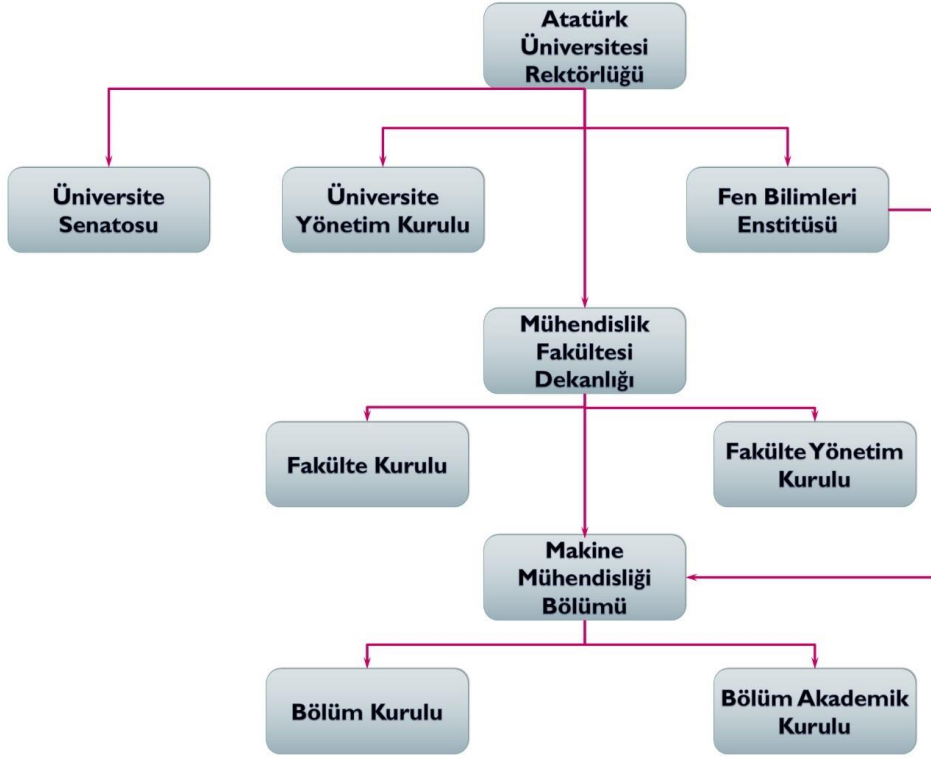 Atatürk
Üniversitesi
Rektörlüğü
Üniversite
Senatosu
Üniversite
Yönetim Kurulu
Fen Bilimleri
Enstitüsü
Mühendislik
Fakültesi
Dekanlığı
Fakülte Kurulu
Fakülte Yönetim
Kurulu
Makine
Mühendisliği
Bölümü
Bölüm Kurulu
Bölüm Akademik
Kurulu